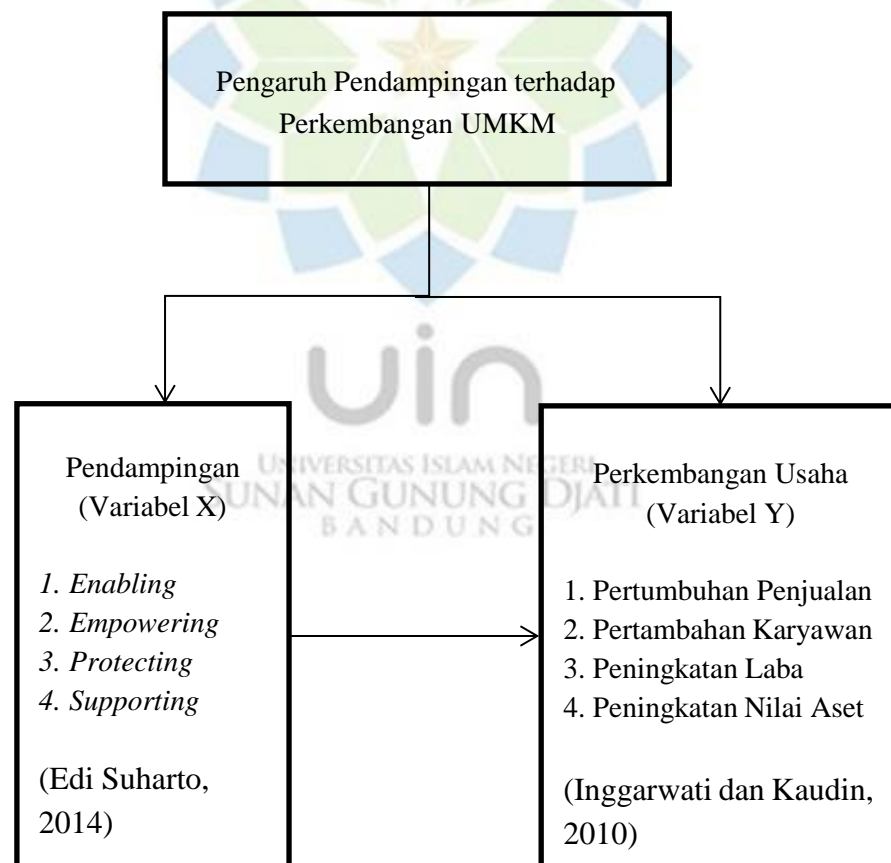 Pengaruh Pendampingan terhadap
Perkembangan UMKM
uin
UNIVERSITAS ISLAM NEGERI
SUNAN GUNUNG DJATI
BANDUNG
Pendampingan
(Variabel X)
1. Enabling
2. Empowering
3. Protecting
4. Supporting
(Edi Suharto,
2014)
Perkembangan Usaha
(Variabel Y)
1. Pertumbuhan Penjualan
2. Pertambahan Karyawan
3. Peningkatan Laba
4. Peningkatan Nilai Aset
(Inggarwati dan Kaudin,
2010)